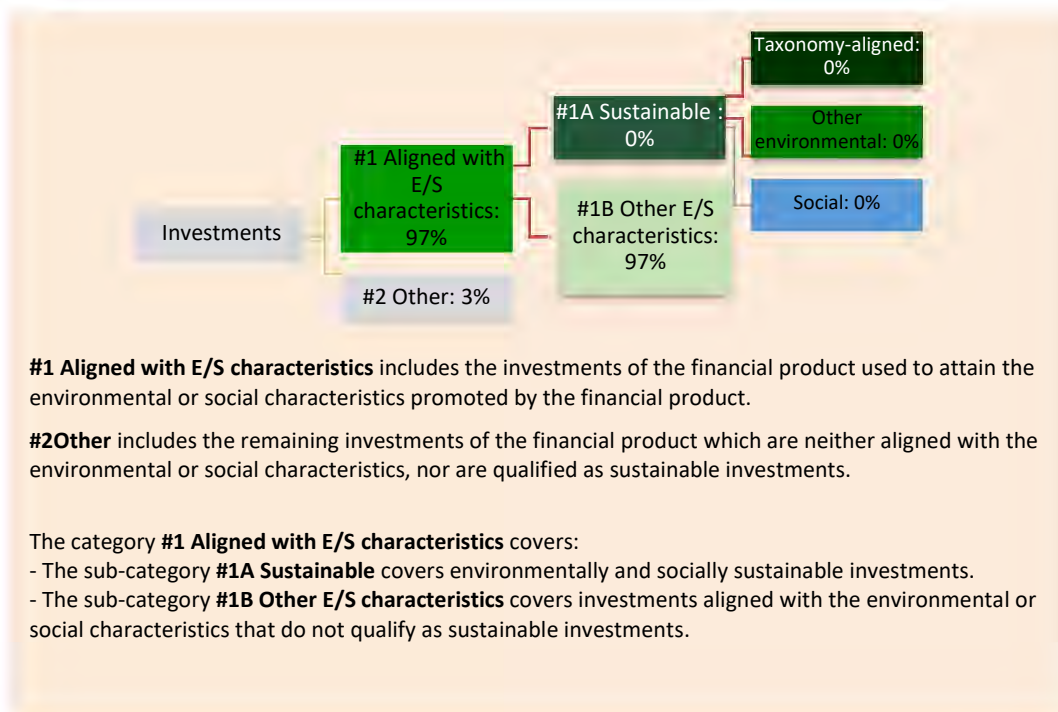 Taxonomy-aligned:
0%
#1A Sustainable :
0%
Other
environmental: 0%
#1 Aligned with
E/S
characteristics:
97%
#1B Other E/S
characteristics:
97%
Social: 0%
Investments
#2 Other: 3%
#1 Aligned with E/S characteristics includes the investments of the financial product used to attain the
environmental or social characteristics promoted by the financial product.
#2Other includes the remaining investments of the financial product which are neither aligned with the
environmental or social characteristics, nor are qualified as sustainable investments.
The category #1 Aligned with E/S characteristics covers:
- The sub-category #1A Sustainable covers environmentally and socially sustainable investments.
- The sub-category #1B Other E/S characteristics covers investments aligned with the environmental or
social characteristics that do not qualify as sustainable investments.